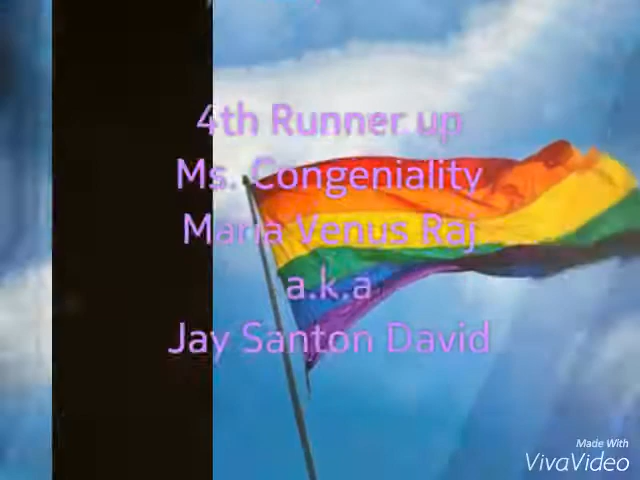 4th Runner up
Ms. Congeniality
Maria Venus Raj
a.k.a
Jay Santon David
Made With
VivaVideo